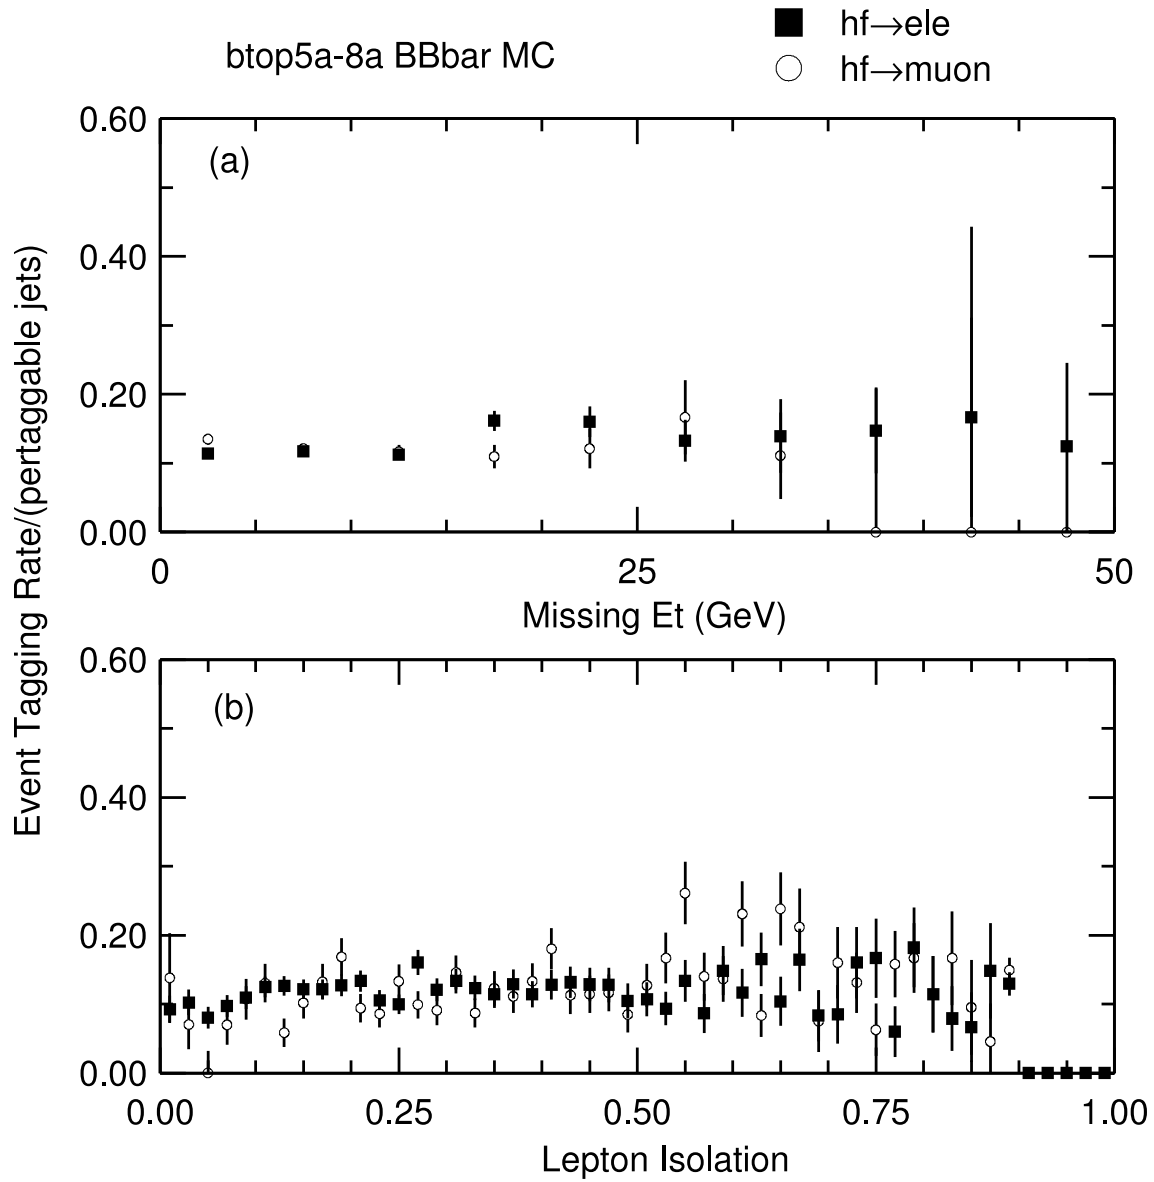 hf→ele
btop5a-8a BBbar MC
hf→muon
0.60
(a)
0.40
0.20
0.00
0
25
50
Missing Et (GeV)
Event Tagging Rate/(pertaggable jets)
0.60
(b)
0.40
0.20
0.00
0.00
0.25
0.50
0.75
1.00
Lepton Isolation